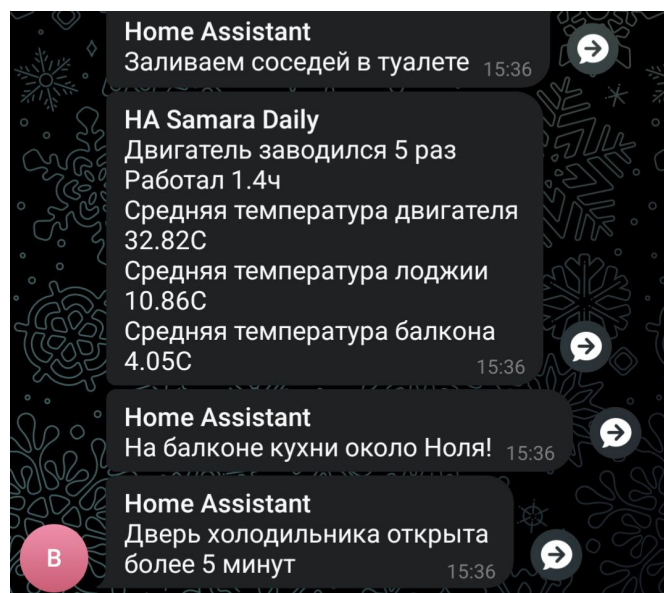 Home Assistant
Заливаем соседей в туалете 15:36
HA Samara Daily
Двигатель заводился 5 раз
Работал 1.4ч
Средняя температура двигателя
32.82C
Средняя температура лоджии
10.86C
Средняя температура балкона
4.05C 15:36
Home Assistant
На балконе кухни около Ноля! 15:36
Home Assistant
Дверь холодильника открыта
более 5 минут 15:36
В